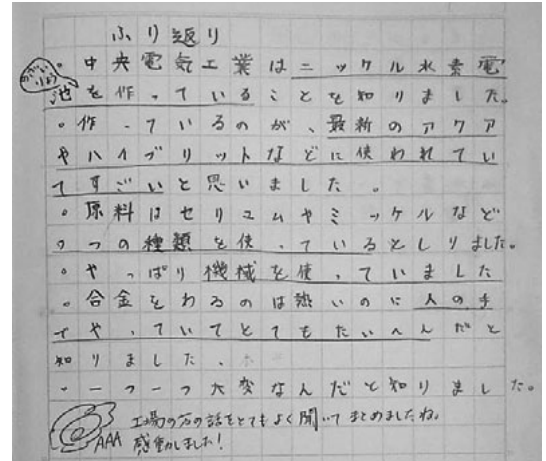 ふり返り
・中央電気工業はニッケル水素電
池を作っていることを知りました。
・作っているのが、最新のアクア
やハイブリットなどに使われてい
てすごいと思いました。
・原料はセリユムやミッケルなど
つの種類を使っているとしりました。
・やっぱり機械を使っていました
・合金をわるのは熱いのに人の手
でやっていてとてもたいへんだと
知りました。
・一つ一つ大変なんだと知りました。
工場の方の話をとてもよく聞いてまとめましたね。
AAA 感動しました!